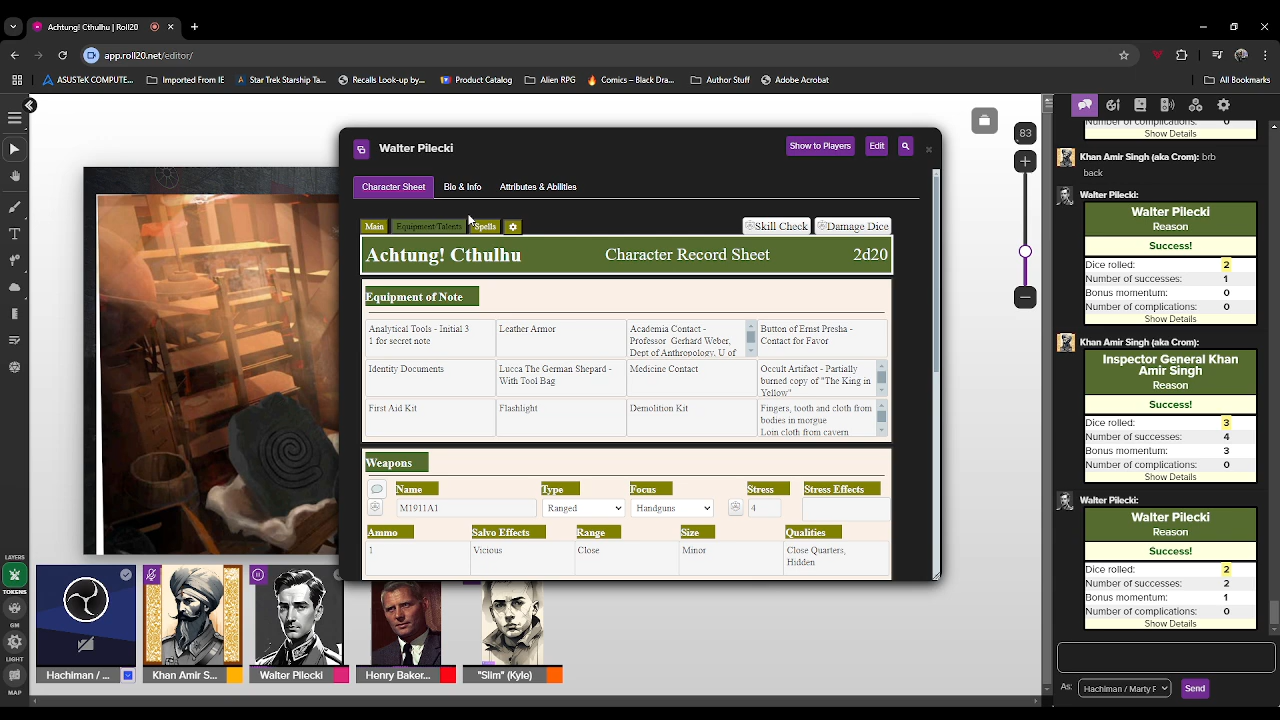 Achtung! Cthulhu | Roll20
app.roll20.net/editor/
ASUSTeK COMPUTE...
Imported From IE
Star Trek Starship Ta...
Recalls Look-up by...
Product Catalog
Alien RPG
Comics – Black Dra...
Author Stuff
Adobe Acrobat
All Bookmarks
Walter Pilecki
Show to Players
Edit
Character Sheet
Bio & Info
Attributes & Abilities
Main
Equipment/Talents
Spells
Skill Check
Damage Dice
Achtung! Cthulhu
Character Record Sheet
2d20
Equipment of Note
Analytical Tools - Initial 3
1 for secret note
Leather Armor
Academia Contact -
Professor Gerhard Weber,
Dept of Anthropology, U of
Button of Ernst Presha -
Contact for Favor
Identity Documents
Lucca The German Shepard -
With Tool Bag
Medicine Contact
Occult Artifact - Partially
burned copy of "The King in
Yellow"
First Aid Kit
Flashlight
Demolition Kit
Fingers, tooth and cloth from
bodies in morgue
Loin cloth from cavern
Weapons
Name
Type
Focus
Stress
Stress Effects
M1911A1
Ranged
Handguns
4
Ammo
Salvo Effects
Range
Size
Qualities
1
Vicious
Close
Minor
Close Quarters,
Hidden
83
LAYERS
TOKENS
GM
LIGHT
MAP
Hachiman / ...
Khan Amir S...
Walter Pilecki
Henry Baker...
"Slim" (Kyle)
Number of complications: 0
Show Details
Khan Amir Singh (aka Crom): brb
back
Walter Pilecki:
Walter Pilecki
Reason
Success!
Dice rolled: 2
Number of successes: 1
Bonus momentum: 0
Number of complications: 0
Show Details
Khan Amir Singh (aka Crom):
Inspector General Khan
Amir Singh
Reason
Success!
Dice rolled: 3
Number of successes: 4
Bonus momentum: 3
Number of complications: 0
Show Details
Walter Pilecki:
Walter Pilecki
Reason
Success!
Dice rolled: 2
Number of successes: 2
Bonus momentum: 1
Number of complications: 0
Show Details
As:
Hachiman / Marty F
Send